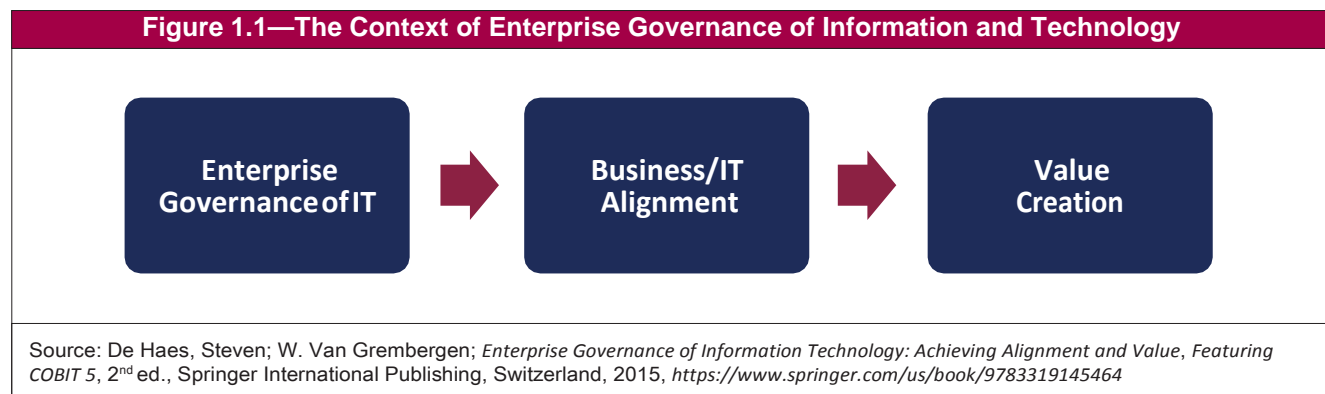 Figure 1.1—The Context of Enterprise Governance of Information and Technology
Enterprise
Governance of IT
Business/IT
Alignment
Value
Creation
Source: De Haes, Steven; W. Van Grembergen; Enterprise Governance of Information Technology: Achieving Alignment and Value, Featuring
COBIT 5, 2nd ed., Springer International Publishing, Switzerland, 2015, https://www.springer.com/us/book/9783319145464